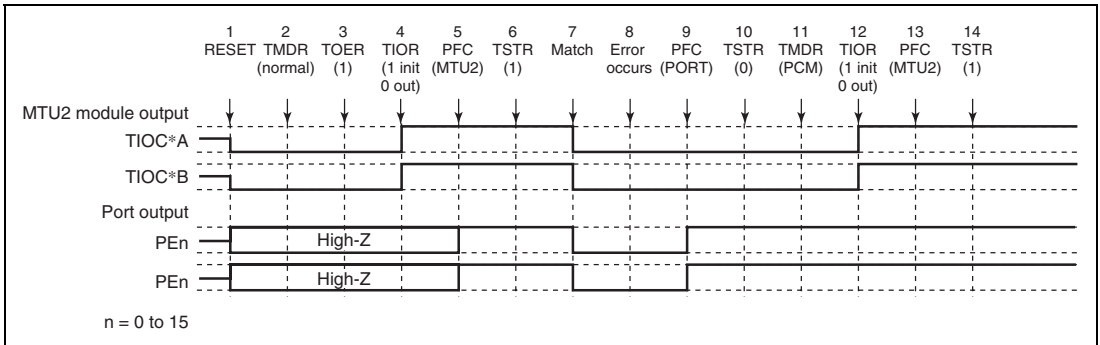 1 2 3 4 5 6 7 8 9 10 11 12 13 14
RESET TMDR TOER TIOR PFC TSTR Match Error PFC TSTR TMDR TIOR PFC TSTR
(normal) (1) (1 init (MTU2) (1) occurs (PORT) (0) (PCM) (1 init (MTU2) (1)
0 out) 0 out)
MTU2 module output
TIOC*A
TIOC*B
Port output
PEn High-Z
PEn High-Z
n = 0 to 15